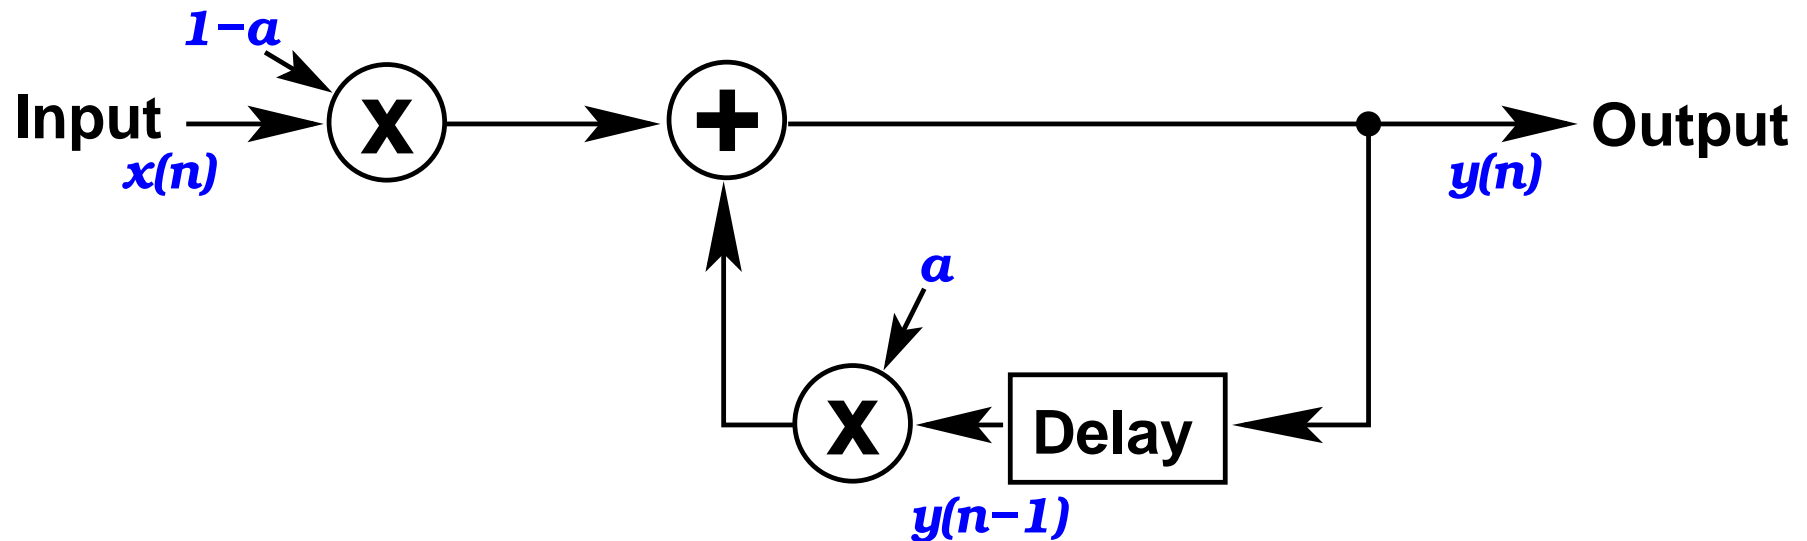 1-a
Input
x
+
Output
x(n)
y(n)
a
x
Delay
y(n-1)